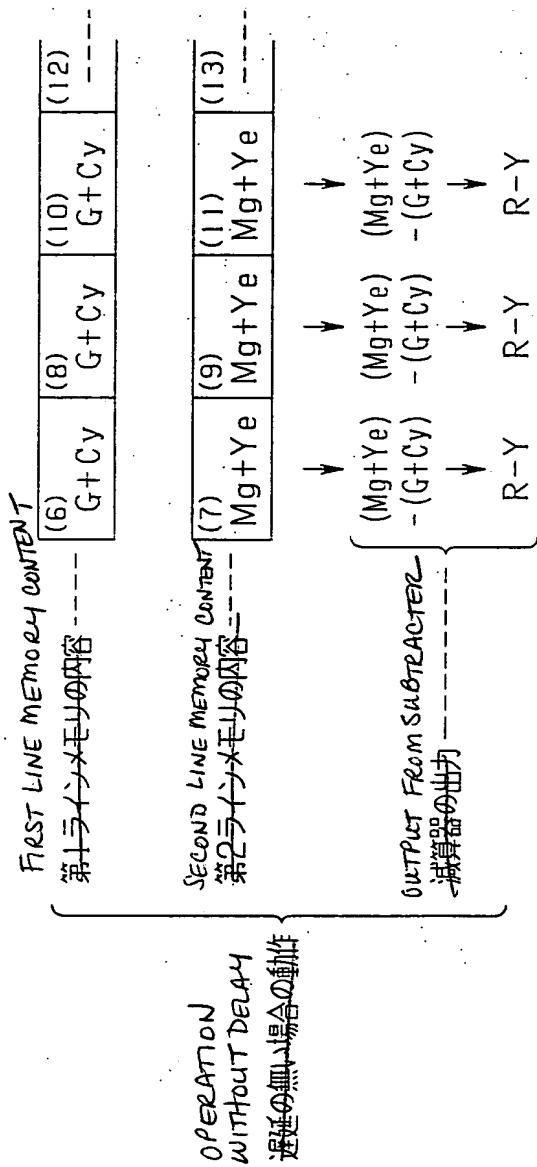 OPERATION
WITHOUT DELAY
遅延の無い場合の動作
FIRST LINE MEMORY CONTENT
第1ラインメモリの内容
(6) (8) (10) (12)
G+Cy G+Cy G+Cy
SECOND LINE MEMORY CONTENT
第2ラインメモリの内容
(7) (9) (11) (13)
Mg+Ye Mg+Ye Mg+Ye
OUTPUT FROM SUBTRACTER
減算器の出力
(Mg+Ye) (Mg+Ye) (Mg+Ye)
-(G+Cy) -(G+Cy) -(G+Cy)
R-Y R-Y R-Y